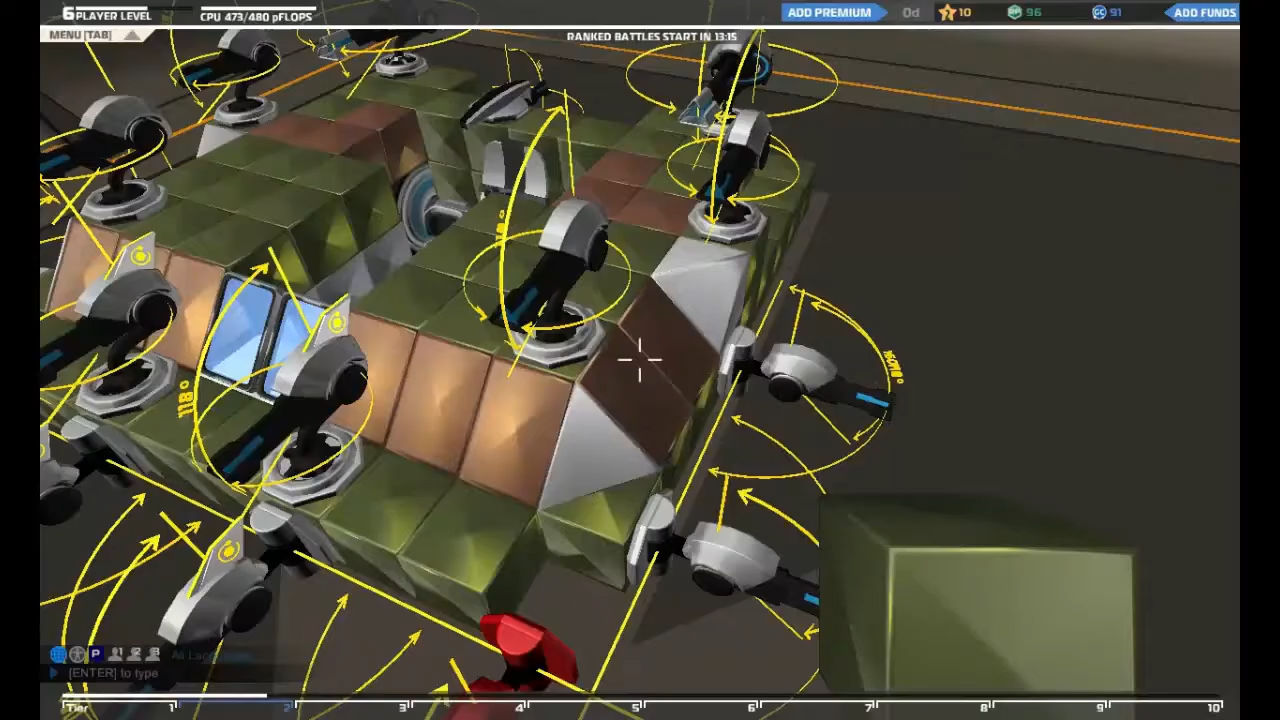 6 PLAYER LEVEL
CPU 473/480 pFLOPS
ADD PREMIUM
0d
10
96
91
ADD FUNDS
MENU [TAB]
RANKED BATTLES START IN 13:15
118°
P
[ENTER] to type
Tier 1 2 3 4 5 6 7 8 9 10